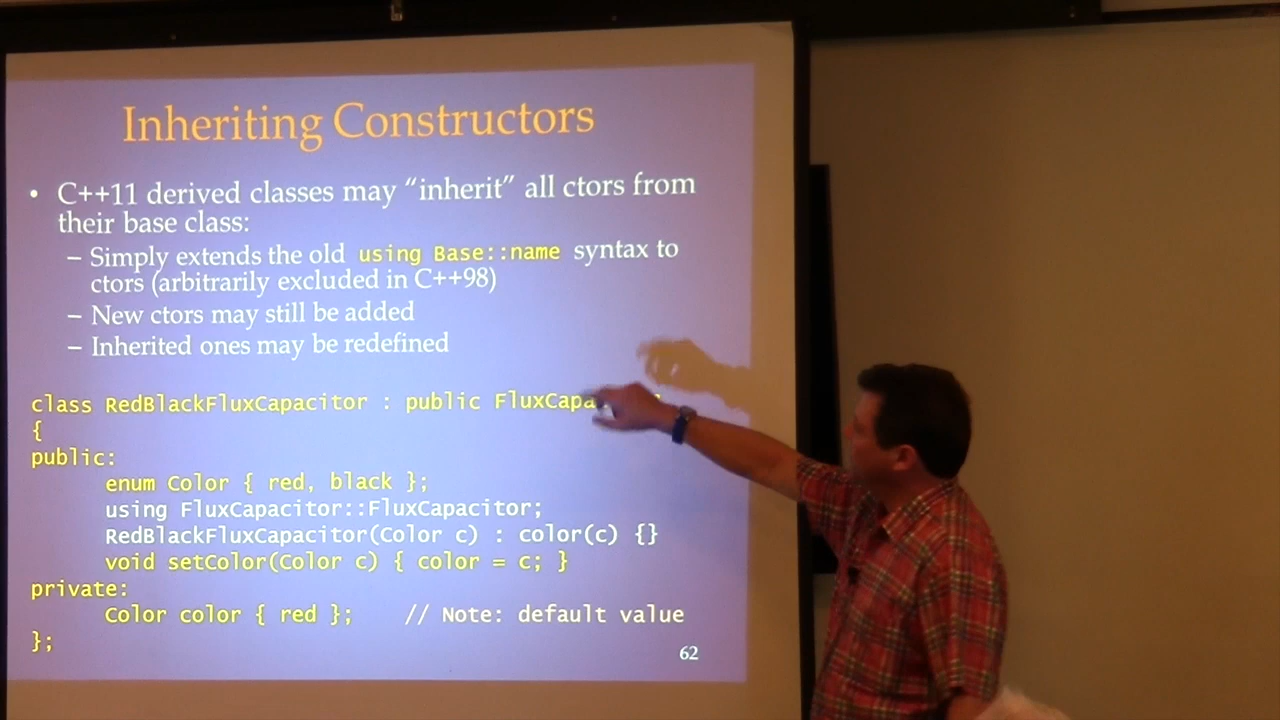 Inheriting Constructors
• C++11 derived classes may “inherit” all ctors from
their base class:
– Simply extends the old using Base::name syntax to
ctors (arbitrarily excluded in C++98)
– New ctors may still be added
– Inherited ones may be redefined
class RedBlackFluxCapacitor : public
{
public:
enum Color { red, black };
using FluxCapacitor::FluxCapacitor;
RedBlackFluxCapacitor(Color c) : color(c) {}
void setColor(Color c) { color = c; }
private:
Color color { red }; // Note: default value
};
62